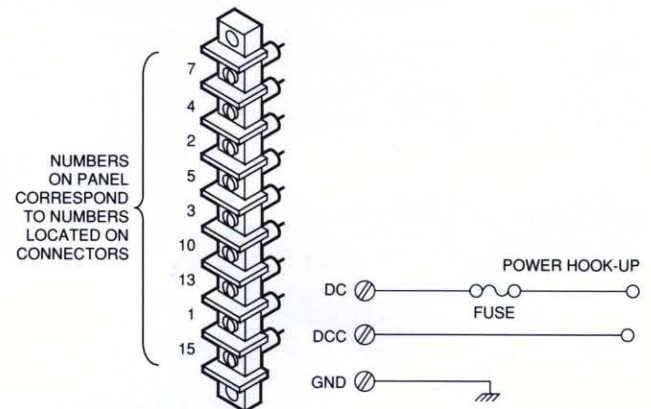 7
4
2
5
3
10
13
1
15
NUMBERS
ON PANEL
CORRESPOND
TO NUMBERS
LOCATED ON
CONNECTORS
POWER HOOK-UP
DC
FUSE
DCC
GND